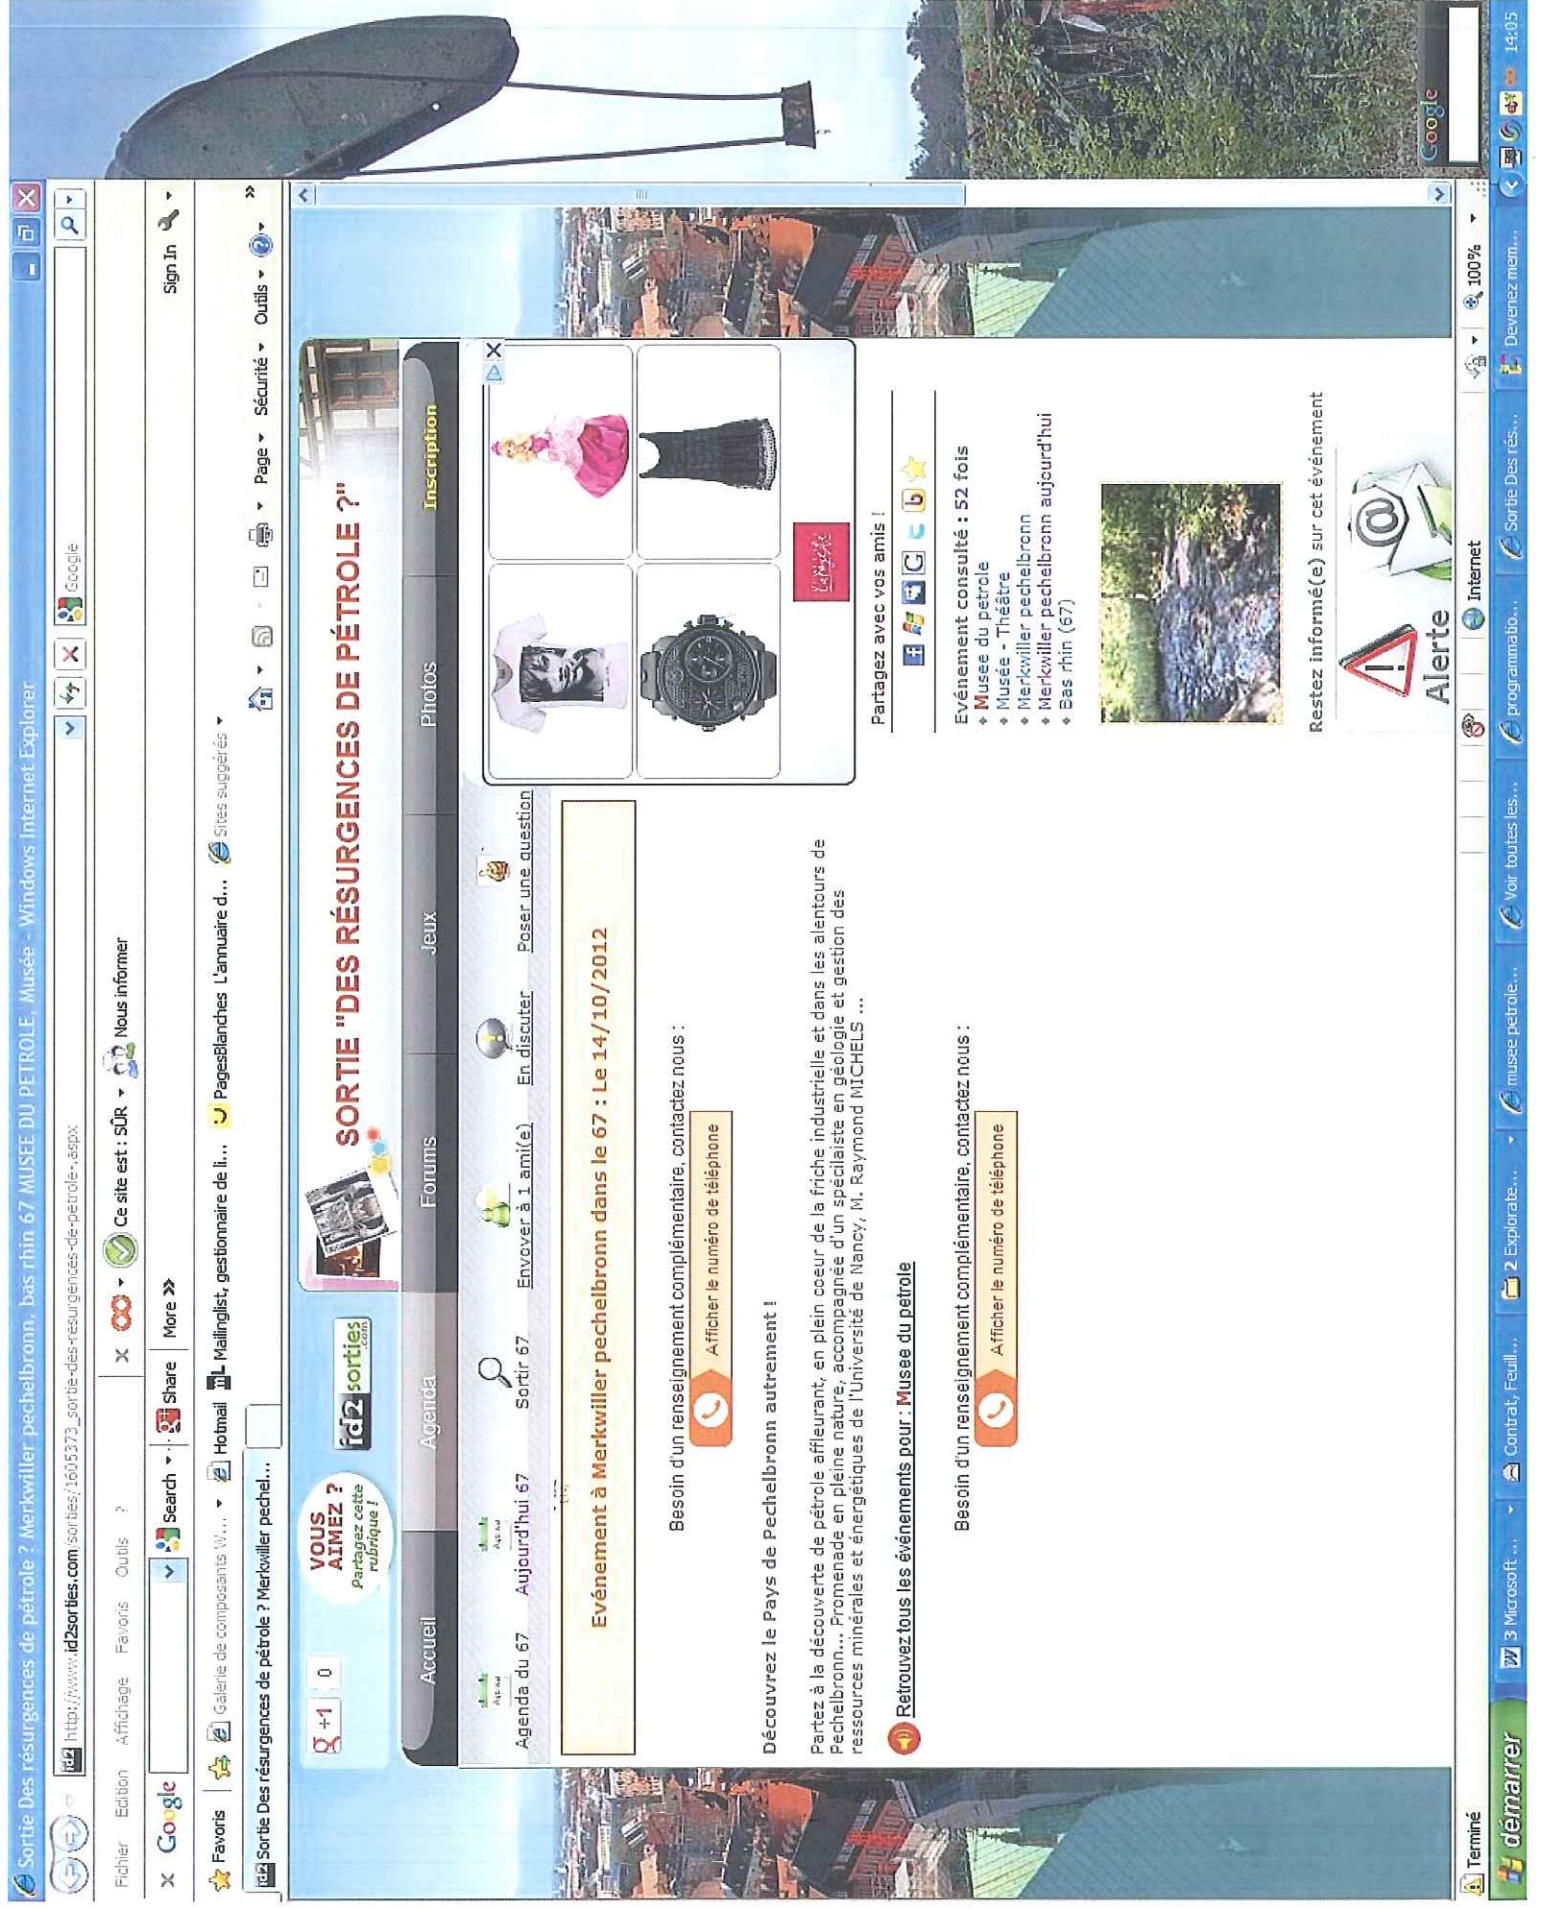 Sortie Des résurgences de pétrole ? Merkwiller pechelbronn, bas rhin 67 MUSEE DU PETROLE, Musée - Windows Internet Explorer
http://www.id2sorties.com/sorties/1605373_sortie-des-resurgences-de-petrole-.aspx
Google
Fichier Edition Affichage Favoris Outils ?
x Ce site est : SÛR Nous informer
x Google Search Share More >> Sign In
Favoris Galerie de composants W... Hotmail Mailinglist, gestionnaire de li... PagesBlanches L'annuaire d... Sites suggérés
id2 Sortie Des résurgences de pétrole ? Merkwiller pechel... Page Sécurité Outils
+1 0
VOUS
AIMEZ ?
Partagez cette
rubrique !
id2sorties
.com
SORTIE "DES RÉSURGENCES DE PÉTROLE ?"
Accueil Agenda Forums Jeux Photos Inscription
Agenda du 67 Aujourd'hui 67 Sortir 67 Envoyer à 1 ami(e) En discuter Poser une question
Evénement à Merkwiller pechelbronn dans le 67 : Le 14/10/2012
Besoin d'un renseignement complémentaire, contactez nous :
Afficher le numéro de téléphone
Découvrez le Pays de Pechelbronn autrement !
Partez à la découverte de pétrole affleurant, en plein coeur de la friche industrielle et dans les alentours de
Pechelbronn... Promenade en pleine nature, accompagnée d'un spécilaiste en géologie et gestion des
ressources minérales et énergétiques de l'Université de Nancy, M. Raymond MICHELS ...
Retrouvez tous les événements pour : Musee du petrole
Besoin d'un renseignement complémentaire, contactez nous :
Afficher le numéro de téléphone
Partagez avec vos amis !
Evénement consulté : 52 fois
Musee du petrole
Musée - Théâtre
Merkwiller pechelbronn
Merkwiller pechelbronn aujourd'hui
Bas rhin (67)
Restez informé(e) sur cet événement
Alerte
Google
Terminé Internet 100%
démarrer 3 Microsoft ... Contrat, Feuill... 2 Explorate... musee petrole... Voir toutes les... programmatio... Sortie Des rés... Devenez mem... 14:05